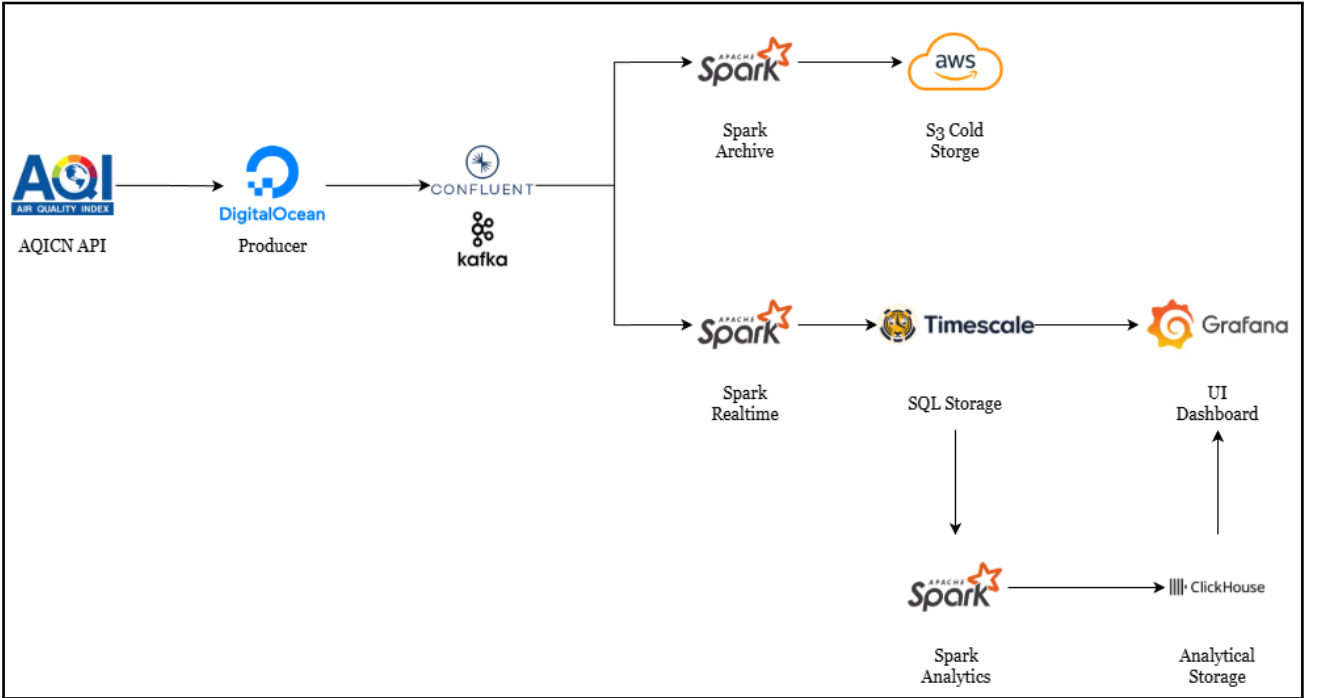 APACHE
Spark
Spark
Archive
aws
S3 Cold
Storge
AQI
AIR QUALITY INDEX
AQICN API
DigitalOcean
Producer
CONFLUENT
kafka
APACHE
Spark
Spark
Realtime
Timescale
SQL Storage
Grafana
UI
Dashboard
APACHE
Spark
Spark
Analytics
ClickHouse
Analytical
Storage